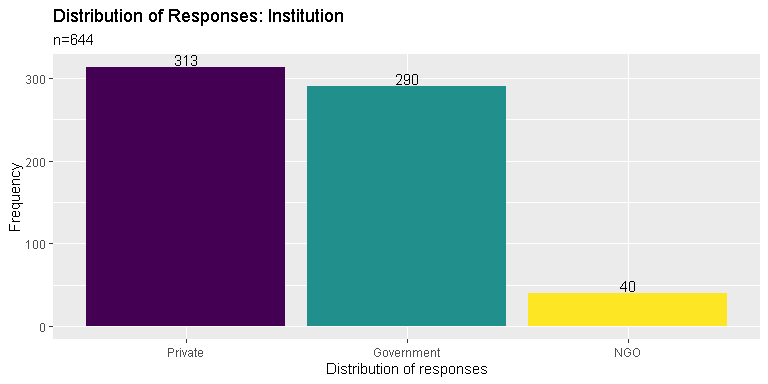 Distribution of Responses: Institution
n=644
Frequency
300
200
100
0
313
290
40
Private Government NGO
Distribution of responses